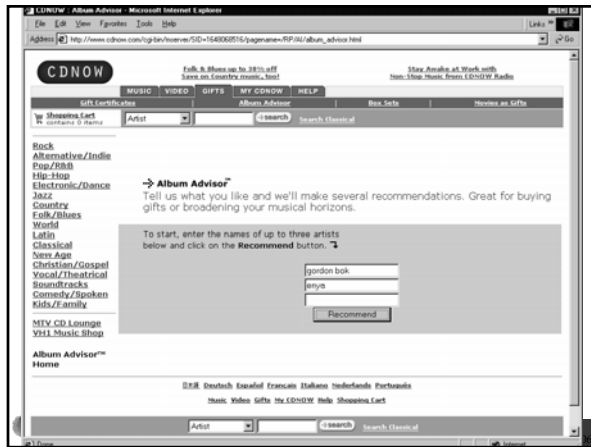 CDNOW : Album Advisor - Microsoft Internet Explorer
File Edit View Favorites Tools Help
Links »
Address http://www.cdnow.com/cgi-bin/mserver/SID=1648068516/pagename=/RP/AI/album_advisor.html
Go
CDNOW
Folk & Blues up to 30% off
Save on Country music, too!
Stay Awake at Work with
Non-Stop Music from CDNOW Radio
MUSIC VIDEO GIFTS MY CDNOW HELP
Gift Certificates | Album Advisor | Box Sets | Movies as Gifts
Shopping Cart
contains 0 items
Artist
search
Search Classical
Rock
Alternative/Indie
Pop/R&B
Hip-Hop
Electronic/Dance
Jazz
Country
Folk/Blues
World
Latin
Classical
New Age
Christian/Gospel
Vocal/Theatrical
Soundtracks
Comedy/Spoken
Kids/Family
MTV CD Lounge
VH1 Music Shop
Album Advisor™
Home
Album Advisor™
Tell us what you like and we'll make several recommendations. Great for buying
gifts or broadening your musical horizons.
To start, enter the names of up to three artists
below and click on the Recommend button.
gordon bok
enya
Recommend
日本語 Deutsch Español Français Italiano Nederlands Português
Music Video Gifts My CDNOW Help Shopping Cart
Artist
search
Search Classical
Done
Internet